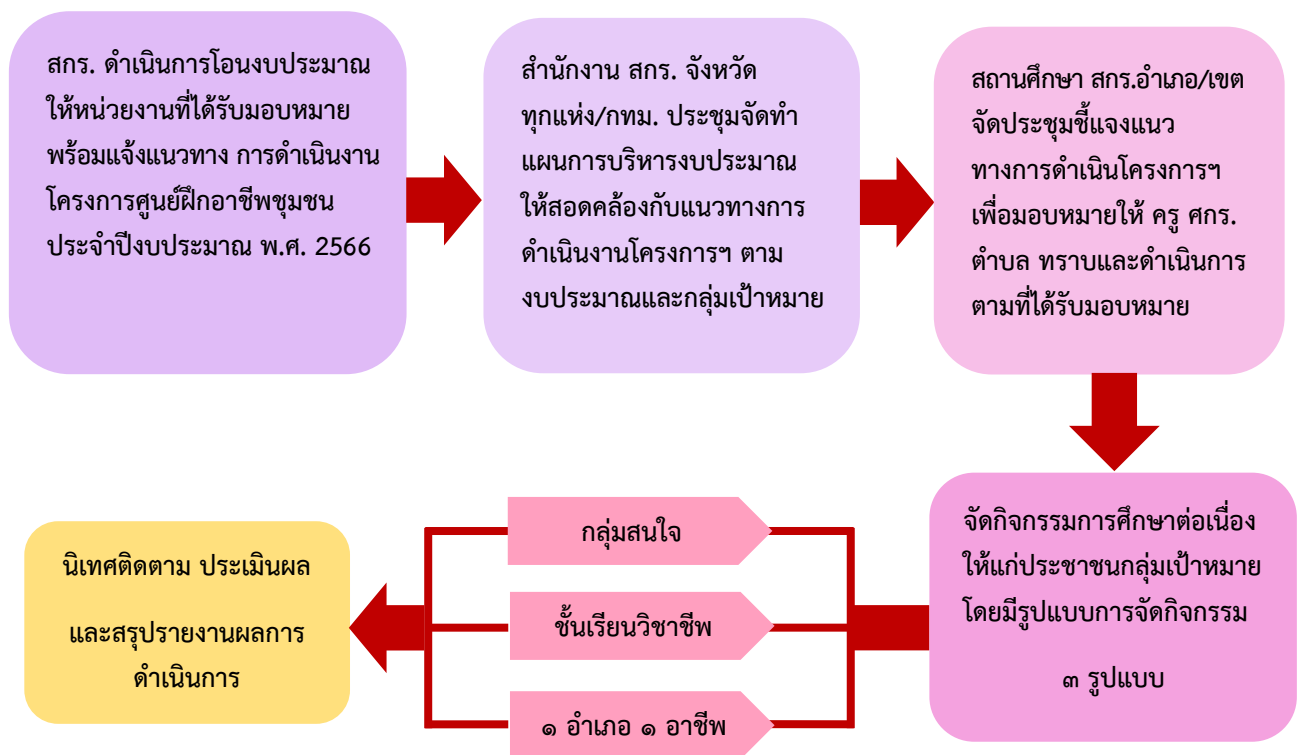 สกร. ดำเนินการโอนงบประมาณ
ให้หน่วยงานที่ได้รับมอบหมาย
พร้อมแจ้งแนวทาง การดำเนินงาน
โครงการศูนย์ฝึกอาชีพชุมชน
ประจำปีงบประมาณ พ.ศ. 2566
สำนักงาน สกร. จังหวัด
ทุกแห่ง/กทม. ประชุมจัดทำ
แผนการบริหารงบประมาณ
ให้สอดคล้องกับแนวทางการ
ดำเนินงานโครงการฯ ตาม
งบประมาณและกลุ่มเป้าหมาย
สถานศึกษา สกร.อำเภอ/เขต
จัดประชุมชี้แจงแนว
ทางการดำเนินโครงการฯ
เพื่อมอบหมายให้ ครู ศกร.
ตำบล ทราบและดำเนินการ
ตามที่ได้รับมอบหมาย
จัดกิจกรรมการศึกษาต่อเนื่อง
ให้แก่ประชาชนกลุ่มเป้าหมาย
โดยมีรูปแบบการจัดกิจกรรม
๓ รูปแบบ
กลุ่มสนใจ
ชั้นเรียนวิชาชีพ
๑ อำเภอ ๑ อาชีพ
นิเทศติดตาม ประเมินผล
และสรุปรายงานผลการ
ดำเนินการ